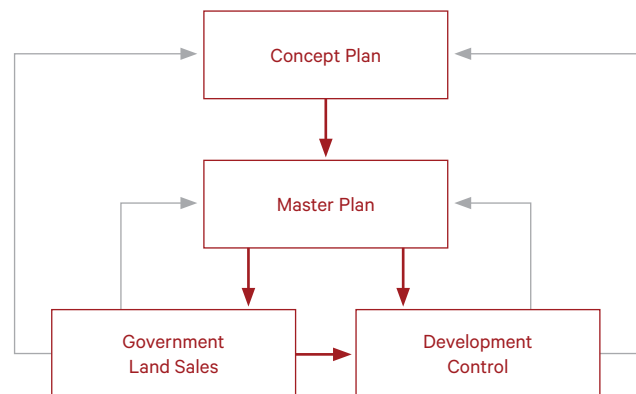 Concept Plan
Master Plan
Government
Land Sales
Development
Control